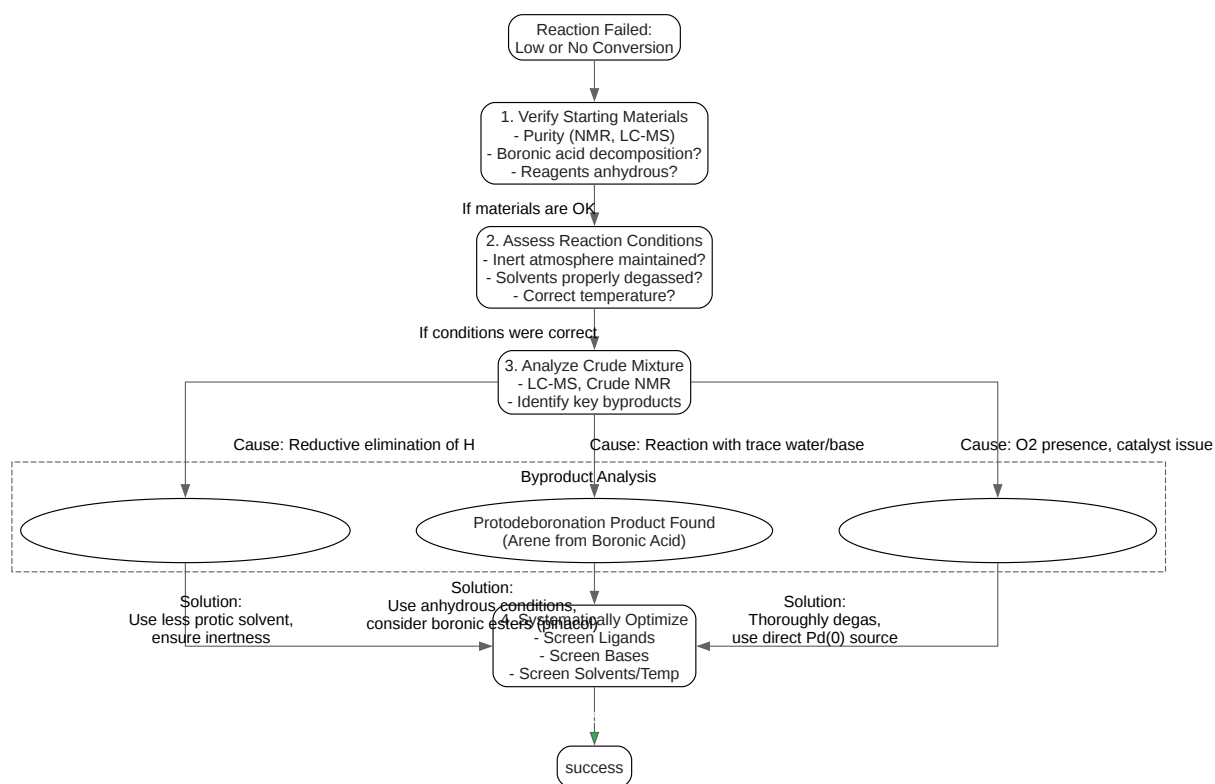 Reaction Failed:
Low or No Conversion
1. Verify Starting Materials
- Purity (NMR, LC-MS)
- Boronic acid decomposition?
- Reagents anhydrous?
If materials are OK
2. Assess Reaction Conditions
- Inert atmosphere maintained?
- Solvents properly degassed?
- Correct temperature?
If conditions were correct
3. Analyze Crude Mixture
- LC-MS, Crude NMR
- Identify key byproducts
Cause: Reductive elimination of H
Cause: Reaction with trace water/base
Cause: O2 presence, catalyst issue
Byproduct Analysis
Protodeboronation Product Found
(Arene from Boronic Acid)
Solution:
Use less protic solvent,
ensure inertness
Solution:
Use anhydrous conditions,
consider boronic esters (pinacol)
Solution:
Thoroughly degas,
use direct Pd(0) source
4. Systematically Optimize
- Screen Ligands
- Screen Bases
- Screen Solvents/Temp
success